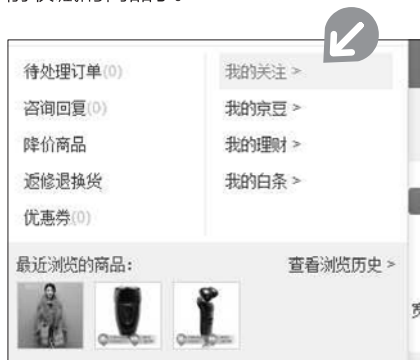 待处理订单(0)
我的关注 >
咨询回复(0)
我的京豆 >
降价商品
我的理财 >
返修退换货
我的白条 >
优惠券(0)
最近浏览的商品：
查看浏览历史 >